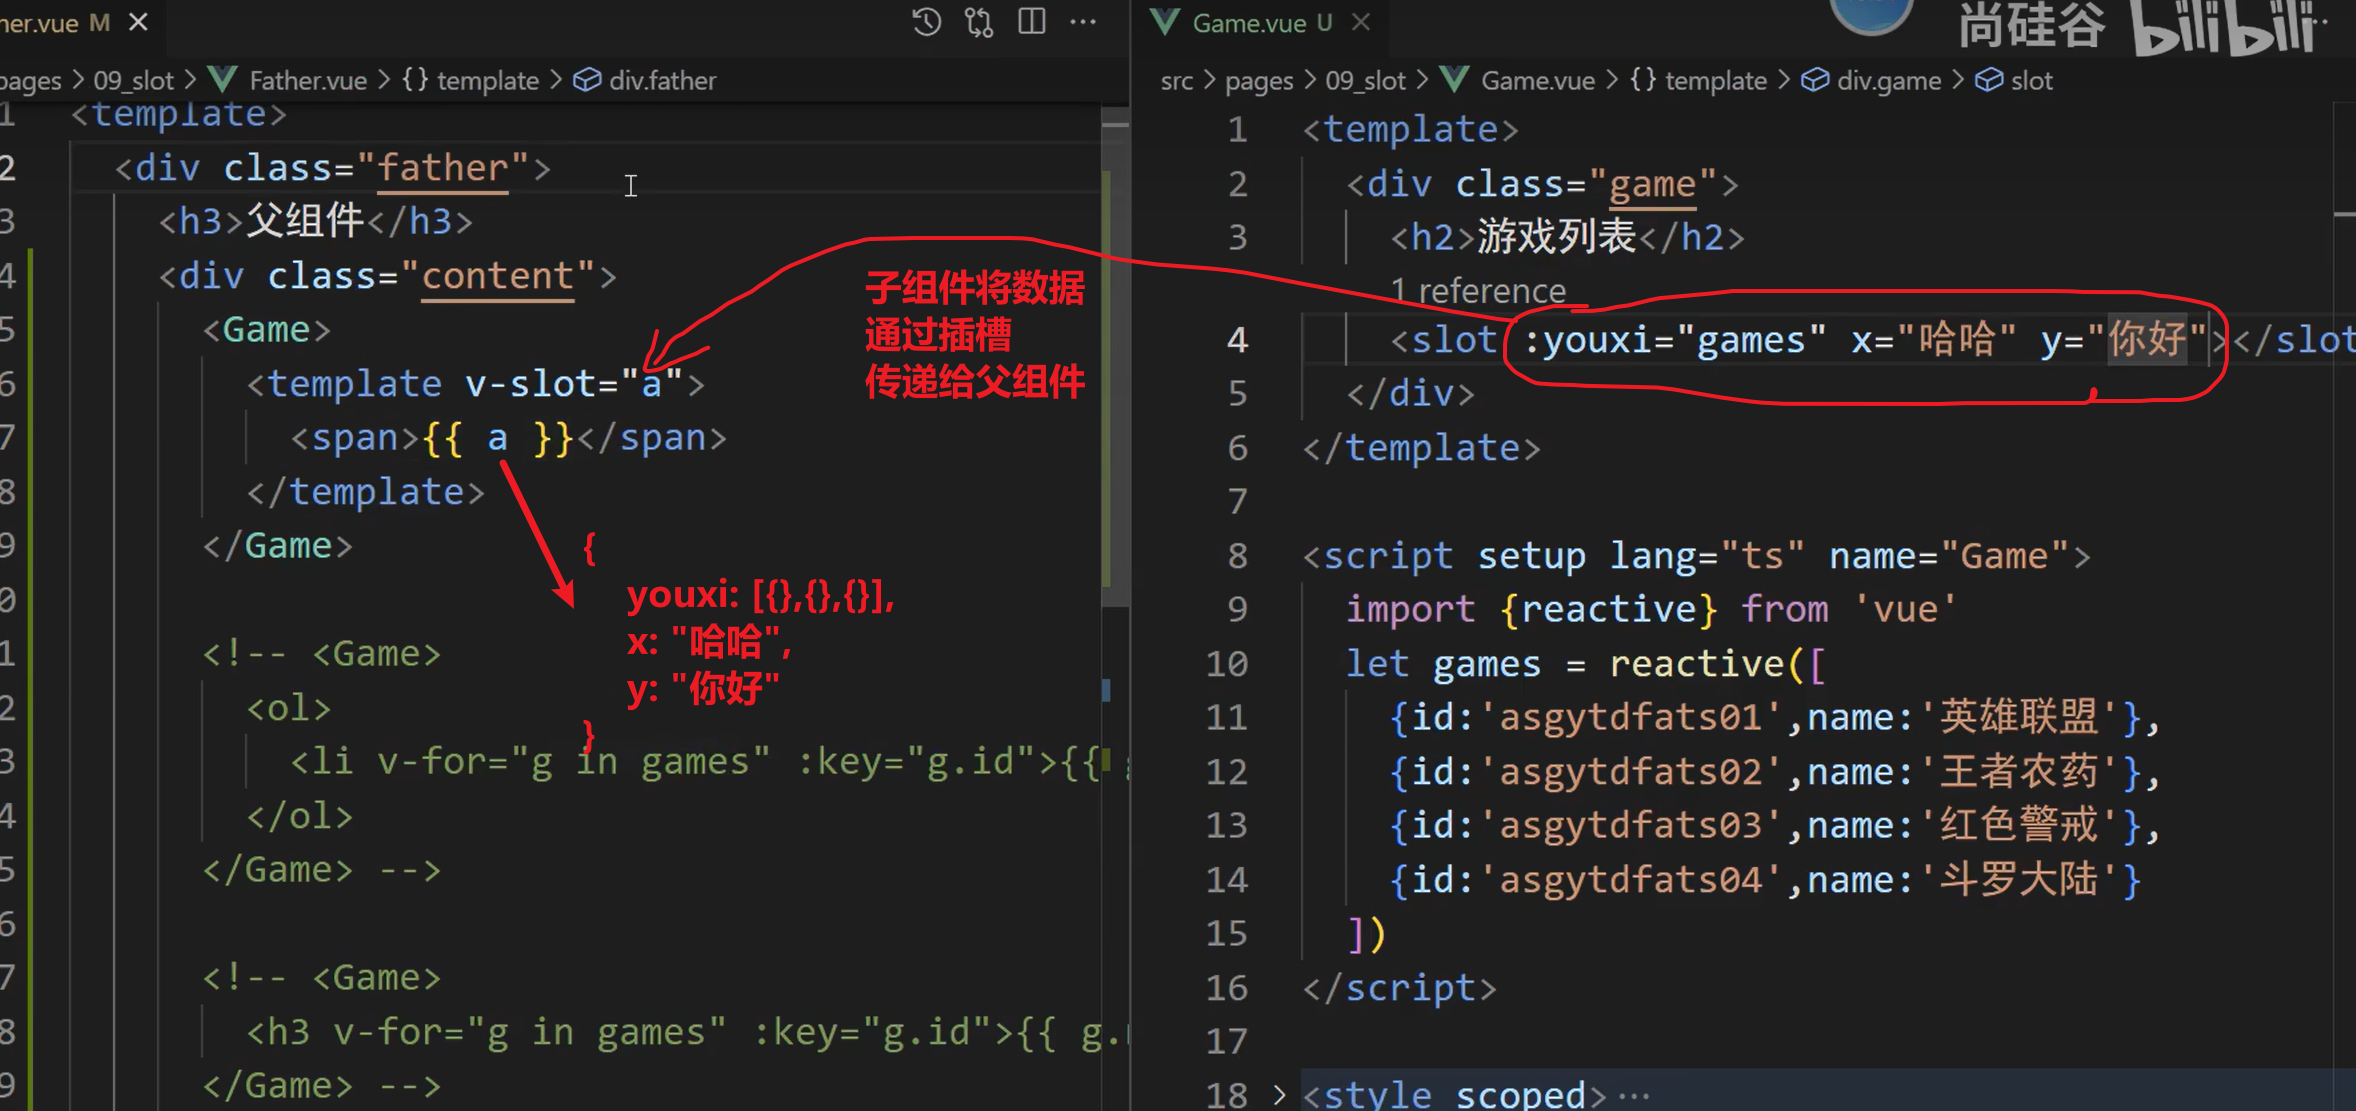 her.vue M
pages > 09_slot > Father.vue > {} template > div.father
1 <template>
2 <div class="father">
3 <h3>父组件</h3>
4 <div class="content">
5 <Game>
6 <template v-slot="a">
7 <span>{{ a }}</span>
8 </template>
9 </Game>
0
1 <!-- <Game>
2 <ol>
3 <li v-for="g in games" :key="g.id">{{
4 </ol>
5 </Game> -->
6
7 <!-- <Game>
8 <h3 v-for="g in games" :key="g.id">{{ g.
9 </Game> -->
子组件将数据
通过插槽
传递给父组件
{
youxi: [{},{},{}],
x: "哈哈",
y: "你好"
}
Game.vue U
尚硅谷 bilibili
src > pages > 09_slot > Game.vue > {} template > div.game > slot
1 <template>
2 <div class="game">
3 <h2>游戏列表</h2>
1 reference
4 <slot :youxi="games" x="哈哈" y="你好"></slot
5 </div>
6 </template>
7
8 <script setup lang="ts" name="Game">
9 import {reactive} from 'vue'
10 let games = reactive([
11 {id:'asgytdfats01',name:'英雄联盟'},
12 {id:'asgytdfats02',name:'王者农药'},
13 {id:'asgytdfats03',name:'红色警戒'},
14 {id:'asgytdfats04',name:'斗罗大陆'}
15 ])
16 </script>
17
18 > <style scoped>···